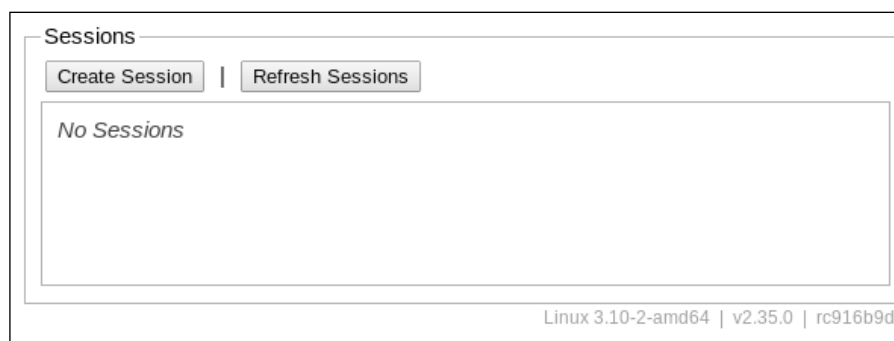 Sessions
Create Session | Refresh Sessions
No Sessions
Linux 3.10-2-amd64 | v2.35.0 | rc916b9d